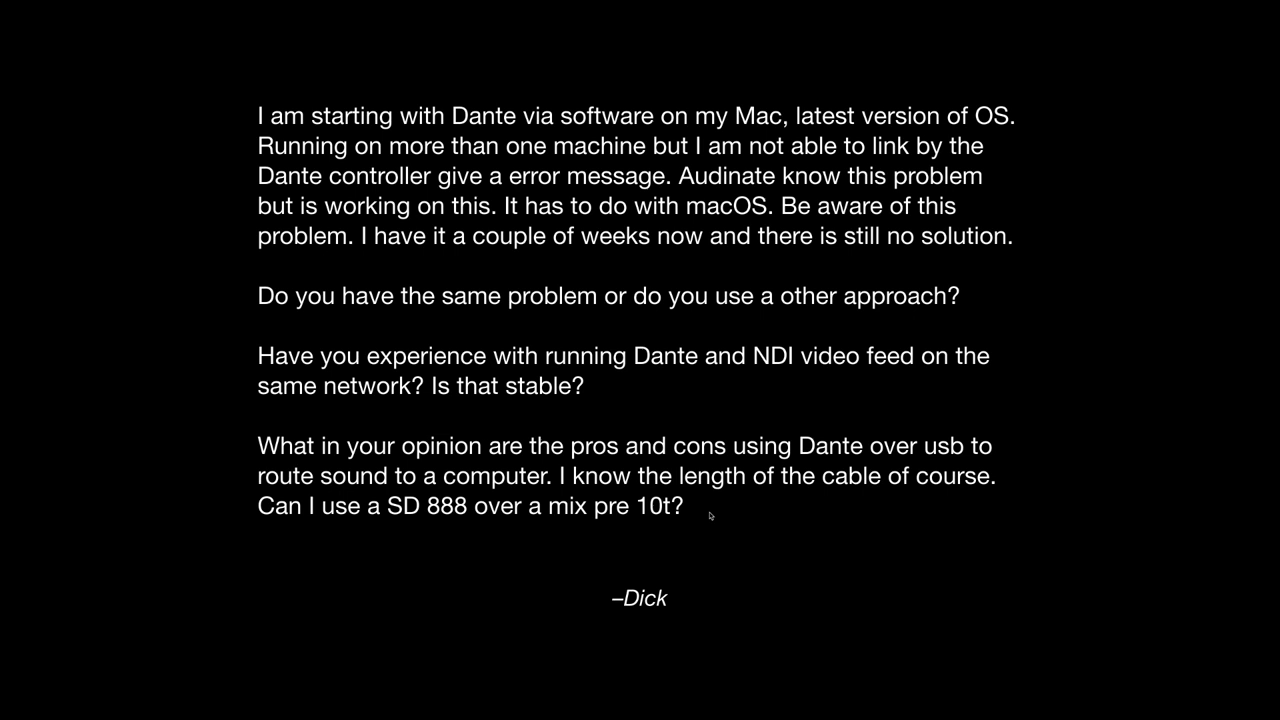 I am starting with Dante via software on my Mac, latest version of OS.
Running on more than one machine but I am not able to link by the
Dante controller give a error message. Audinate know this problem
but is working on this. It has to do with macOS. Be aware of this
problem. I have it a couple of weeks now and there is still no solution.
Do you have the same problem or do you use a other approach?
Have you experience with running Dante and NDI video feed on the
same network? Is that stable?
What in your opinion are the pros and cons using Dante over usb to
route sound to a computer. I know the length of the cable of course.
Can I use a SD 888 over a mix pre 10t?
–Dick